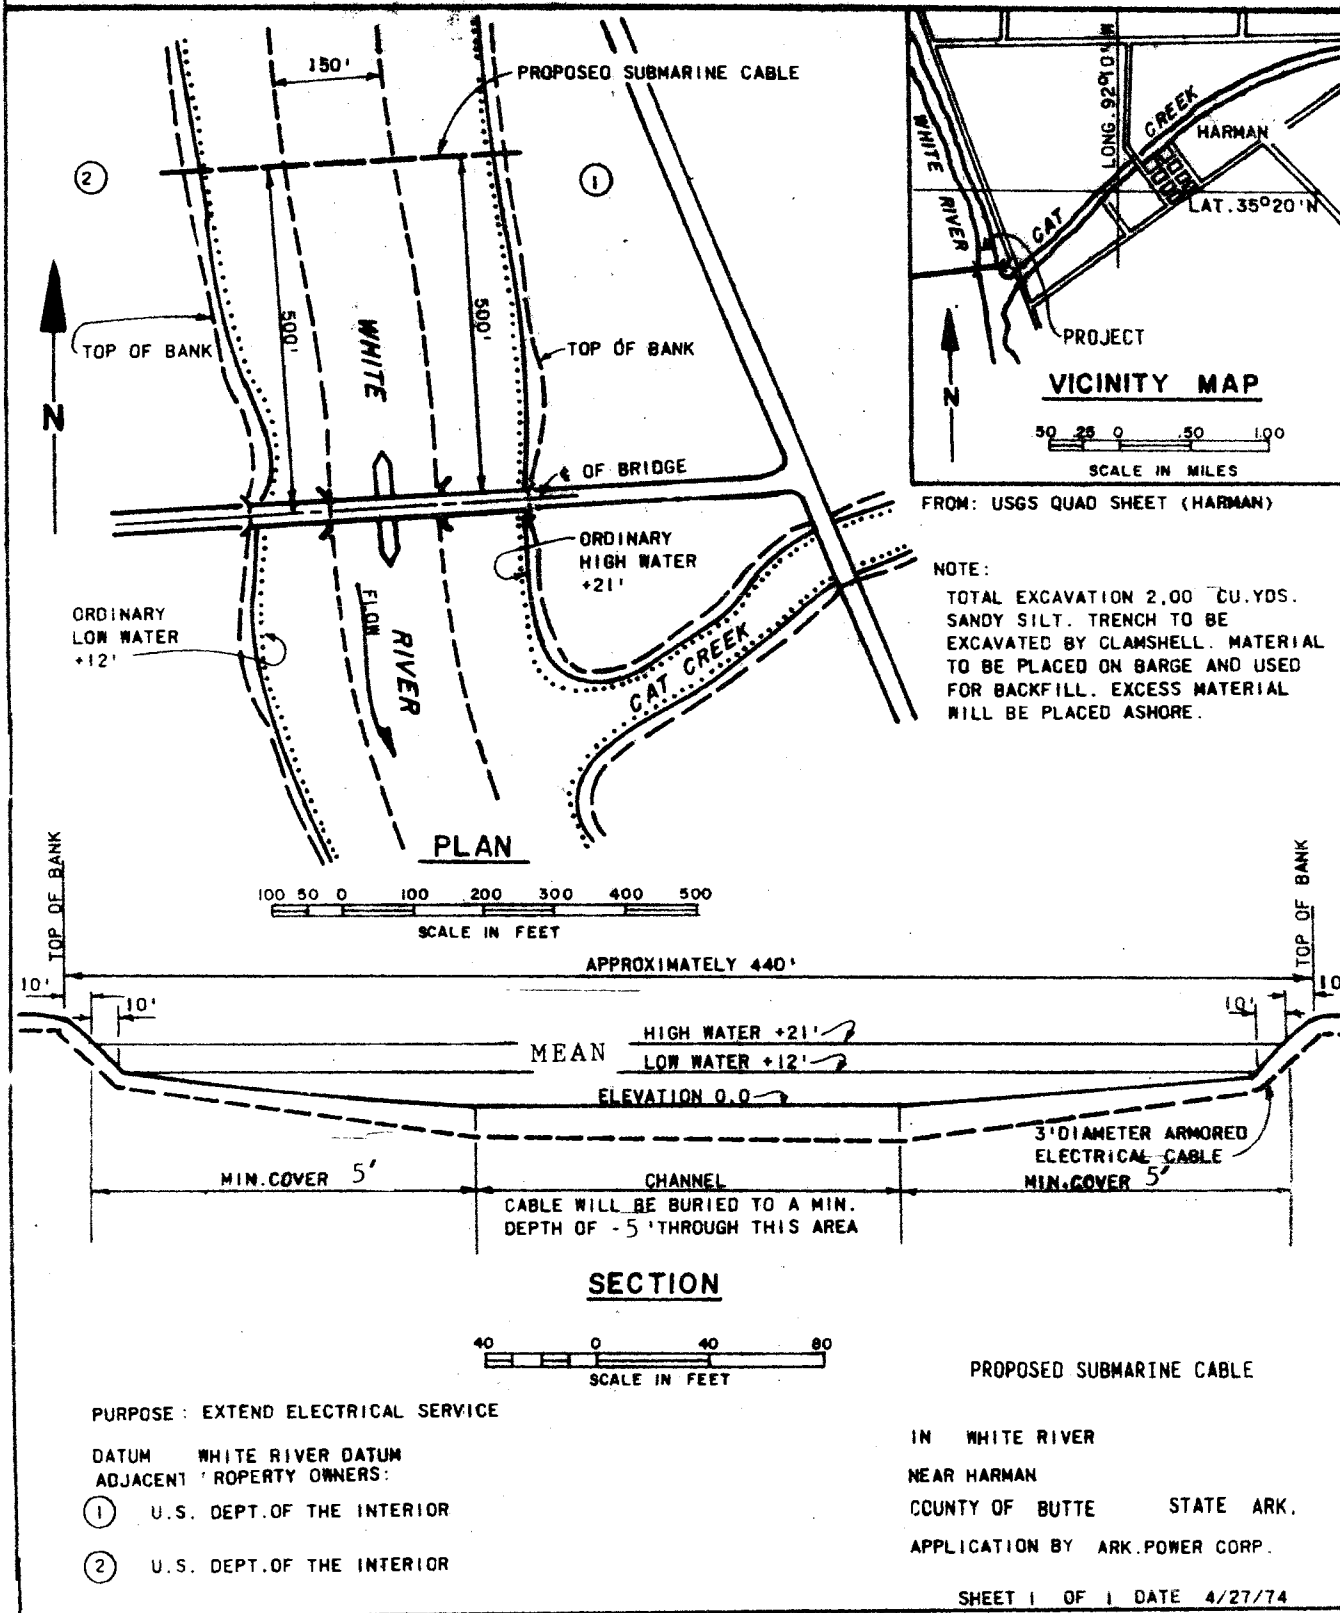 150'
PROPOSED SUBMARINE CABLE
2
1
500'
500'
TOP OF BANK
TOP OF BANK
WHITE
RIVER
N
℄ OF BRIDGE
ORDINARY
HIGH WATER
+21'
ORDINARY
LOW WATER
+12'
FLOW
CAT CREEK
PLAN
100 50 0 100 200 300 400 500
SCALE IN FEET
WHITE
RIVER
CAT
CREEK
HARMAN
LAT.35°20'N
PROJECT
N
VICINITY MAP
.50 .25 0 .50 1.00
SCALE IN MILES
FROM: USGS QUAD SHEET (HARMAN)
NOTE:
TOTAL EXCAVATION 2,00 CU.YDS.
SANDY SILT. TRENCH TO BE
EXCAVATED BY CLAMSHELL. MATERIAL
TO BE PLACED ON BARGE AND USED
FOR BACKFILL. EXCESS MATERIAL
WILL BE PLACED ASHORE.
TOP OF BANK
TOP OF BANK
APPROXIMATELY 440'
10'
10'
10'
10
MEAN
HIGH WATER +21'
LOW WATER +12'
ELEVATION 0.0
3'DIAMETER ARMORED
ELECTRICAL CABLE
MIN.COVER 5'
CHANNEL
MIN.COVER 5'
CABLE WILL BE BURIED TO A MIN.
DEPTH OF -5 'THROUGH THIS AREA
SECTION
40 0 40 80
SCALE IN FEET
PURPOSE : EXTEND ELECTRICAL SERVICE
DATUM WHITE RIVER DATUM
ADJACENT 'ROPERTY OWNERS:
1 U.S. DEPT.OF THE INTERIOR
2 U.S. DEPT.OF THE INTERIOR
PROPOSED SUBMARINE CABLE
IN WHITE RIVER
NEAR HARMAN
COUNTY OF BUTTE STATE ARK.
APPLICATION BY ARK.POWER CORP.
SHEET 1 OF 1 DATE 4/27/74